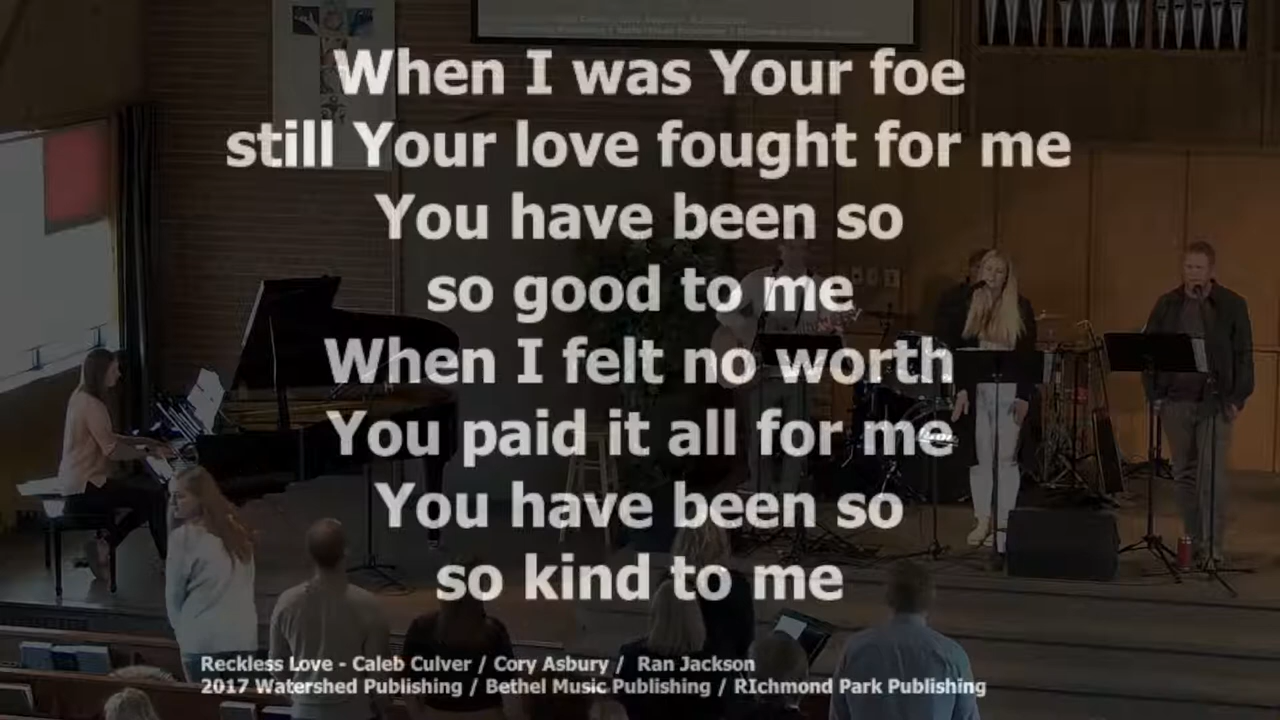 When I was Your foe
still Your love fought for me
You have been so
so good to me
When I felt no worth
You paid it all for me
You have been so
so kind to me
Reckless Love - Caleb Culver / Cory Asbury / Ran Jackson
2017 Watershed Publishing / Bethel Music Publishing / RIchmond Park Publishing